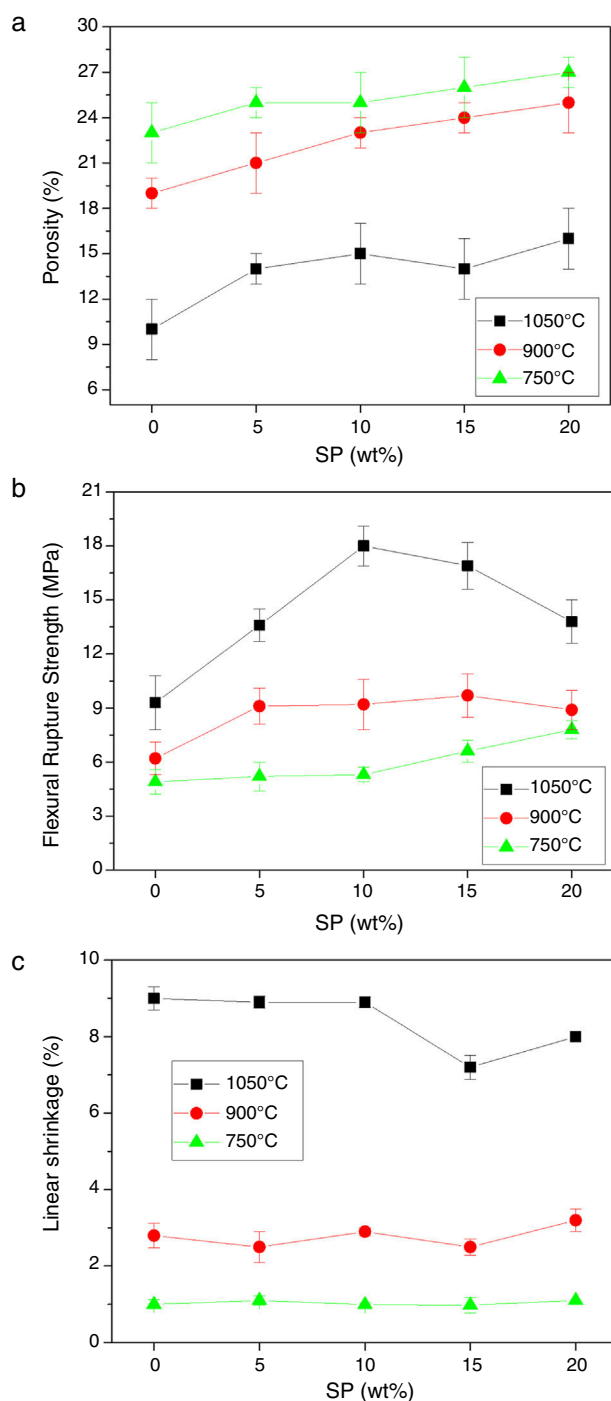 a
30
27
24
21
18
15
12
9
6
Porosity (%)
1050°C
900°C
750°C
0 5 10 15 20
SP (wt%)
b
21
18
15
12
9
6
3
0
Flexural Rupture Strength (MPa)
1050°C
900°C
750°C
0 5 10 15 20
SP (wt%)
c
10
8
6
4
2
0
Linear shrinkage (%)
1050°C
900°C
750°C
0 5 10 15 20
SP (wt%)